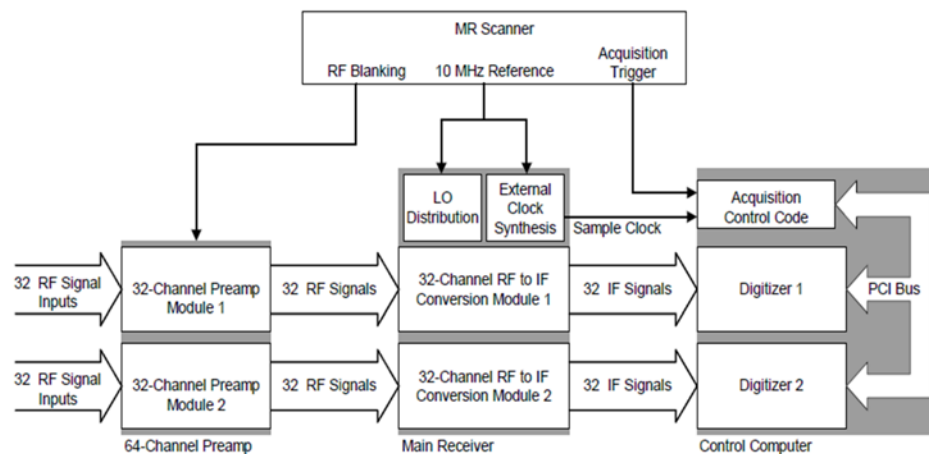 MR Scanner
RF Blanking
10 MHz Reference
Acquisition
Trigger
LO
Distribution
External
Clock
Synthesis
Sample Clock
Acquisition
Control Code
32 RF Signal
Inputs
32-Channel Preamp
Module 1
32 RF Signals
32-Channel RF to IF
Conversion Module 1
32 IF Signals
Digitizer 1
PCI Bus
32 RF Signal
Inputs
32-Channel Preamp
Module 2
32 RF Signals
32-Channel RF to IF
Conversion Module 2
32 IF Signals
Digitizer 2
64-Channel Preamp
Main Receiver
Control Computer